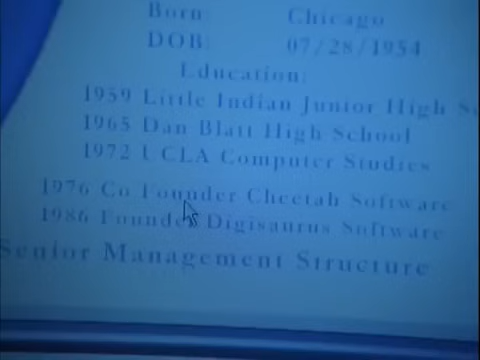 Born: Chicago
DOB: 07/28/1954
Education:
1959 Little Indian Junior High
1965 Dan Blatt High School
1972 UCLA Computer Studies
1976 Co Founder Cheetah Software
1986 Founder Digisaurus Software
Senior Management Structure